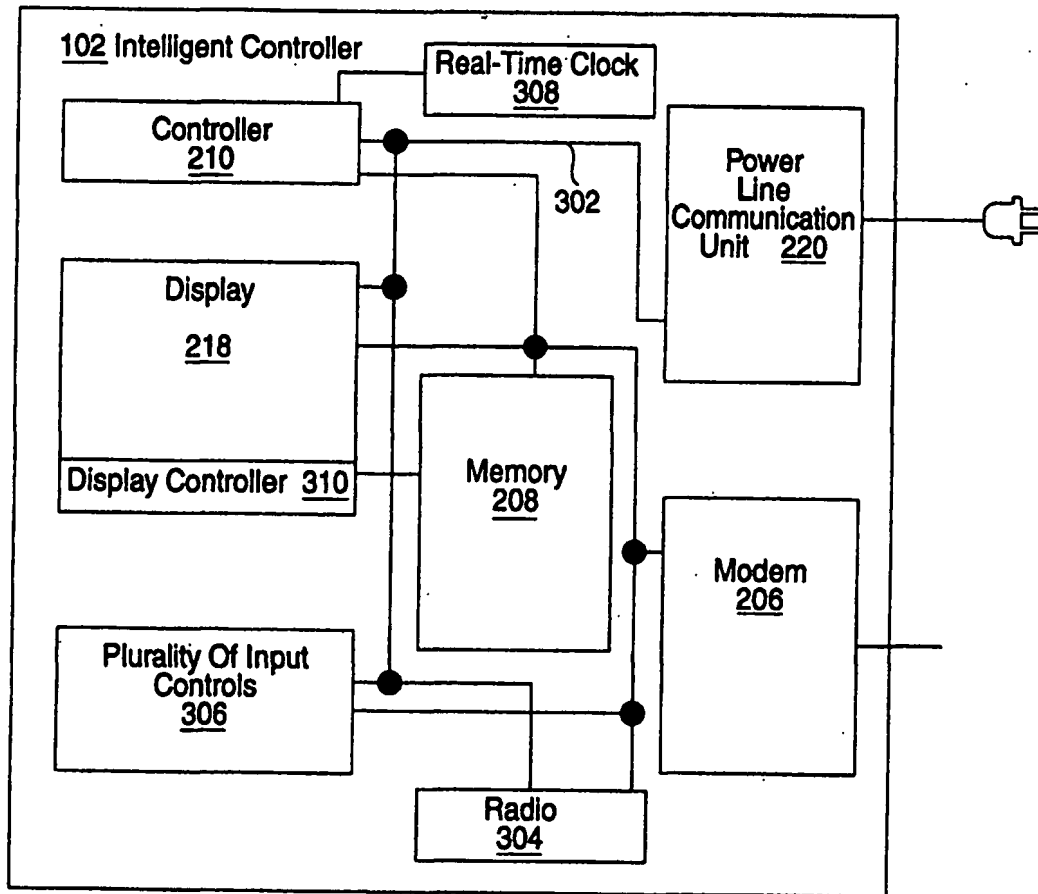 102 Intelligent Controller
Real-Time Clock
308
Controller
210
302
Power
Line
Communication
Unit 220
Display
218
Display Controller 310
Memory
208
Modem
206
Plurality Of Input
Controls
306
Radio
304